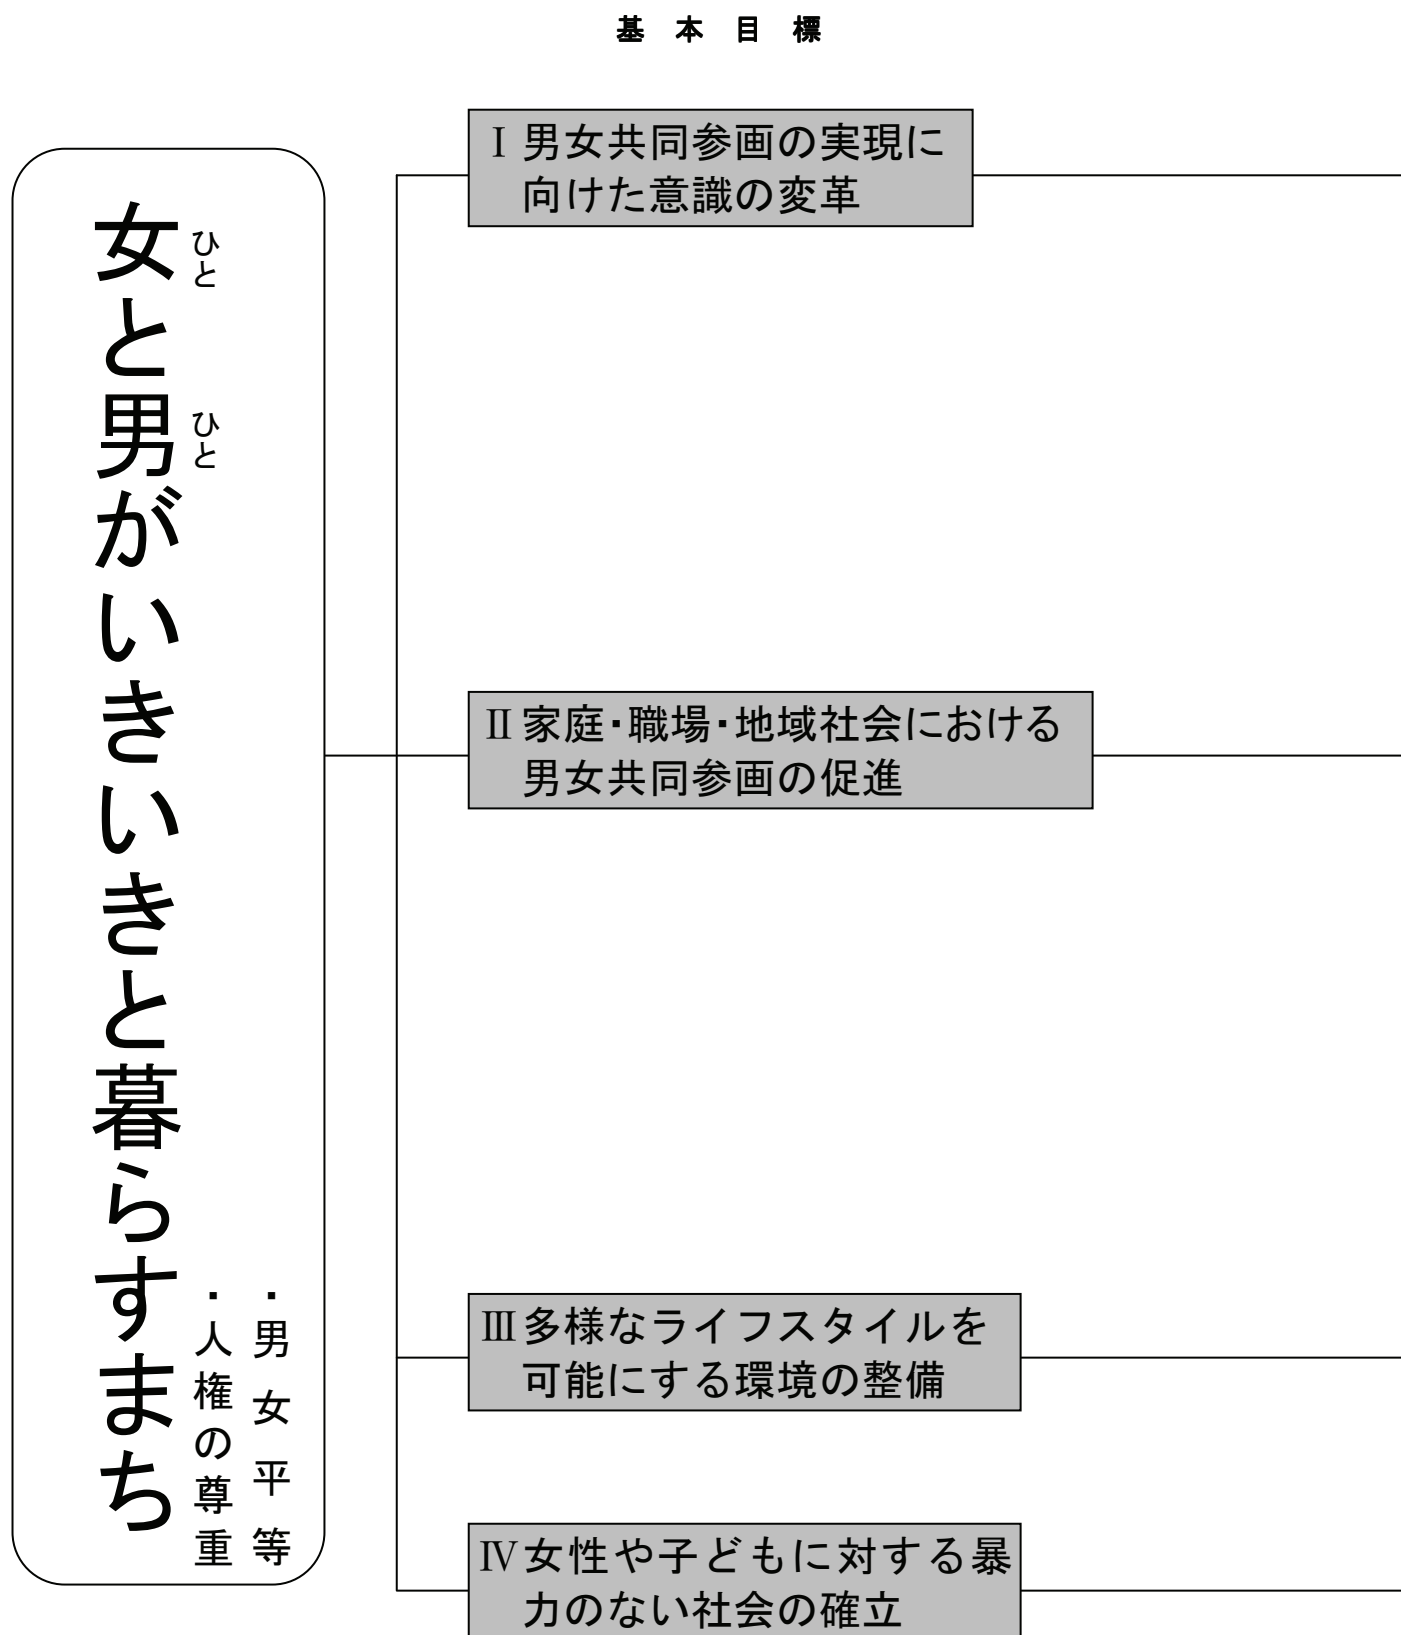 基本目標
・男女平等
・人権の尊重
ひと
ひと
女と男がいきいきと暮らすまち
Ⅰ 男女共同参画の実現に
向けた意識の変革
Ⅱ 家庭・職場・地域社会における
男女共同参画の促進
Ⅲ 多様なライフスタイルを
可能にする環境の整備
Ⅳ 女性や子どもに対する暴
力のない社会の確立